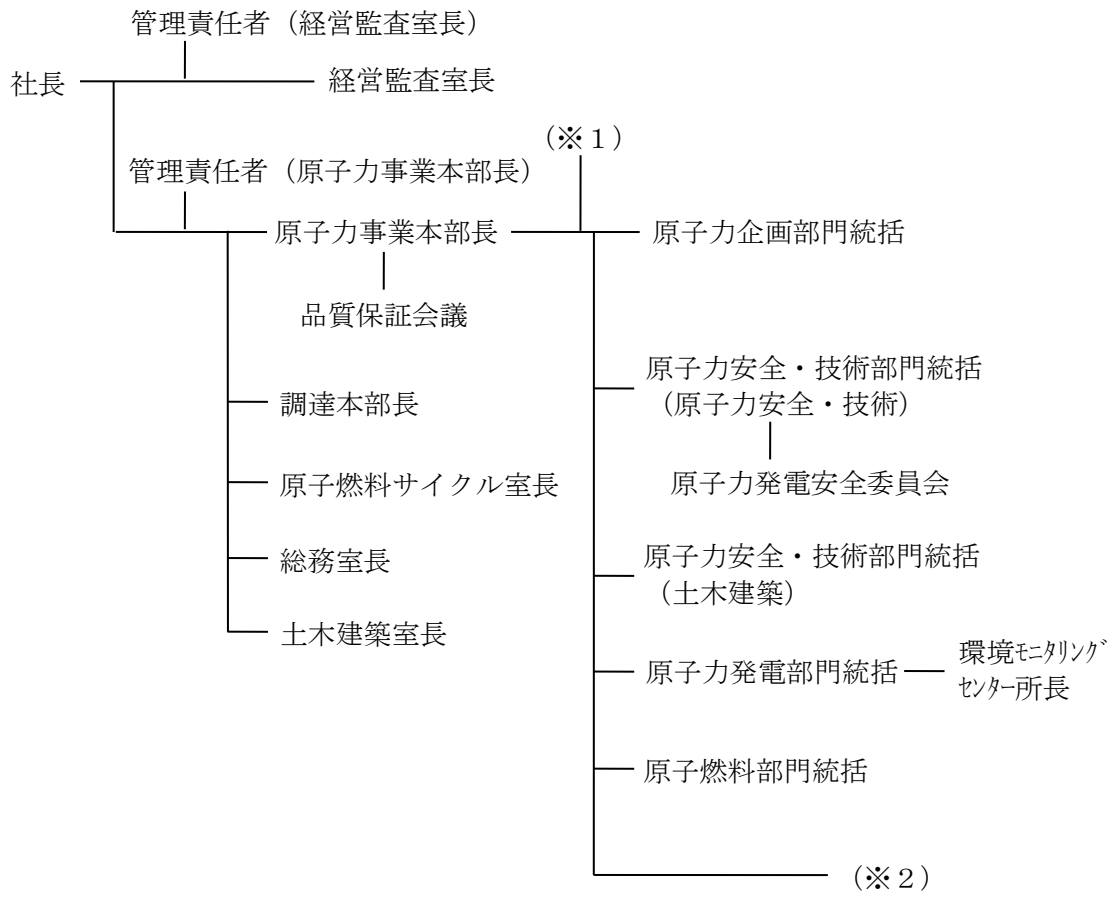 管理責任者（経営監査室長）
社長
経営監査室長
（※１）
管理責任者（原子力事業本部長）
原子力事業本部長
原子力企画部門統括
品質保証会議
原子力安全・技術部門統括
（原子力安全・技術）
調達本部長
原子力発電安全委員会
原子燃料サイクル室長
原子力安全・技術部門統括
（土木建築）
総務室長
土木建築室長
環境ﾓﾆﾀﾘﾝｸﾞ
ｾﾝﾀｰ所長
原子力発電部門統括
原子燃料部門統括
（※２）